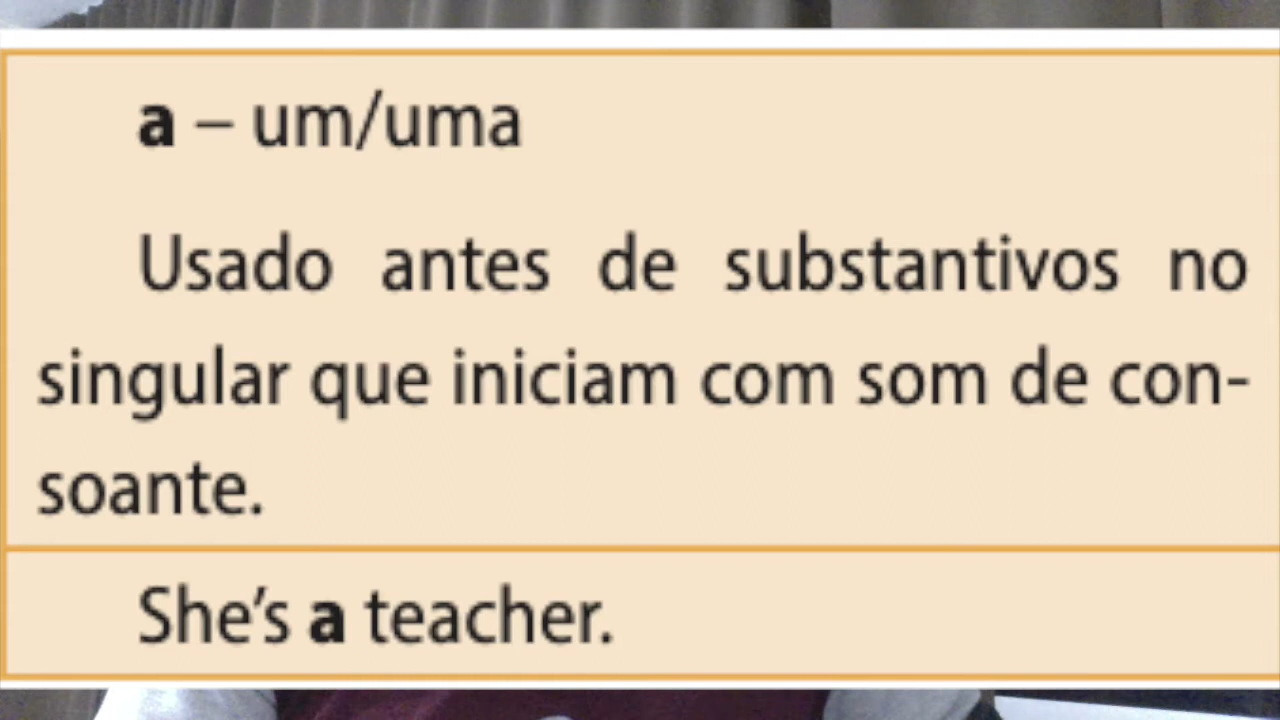 a – um/uma
Usado antes de substantivos no
singular que iniciam com som de con-
soante.
She's a teacher.